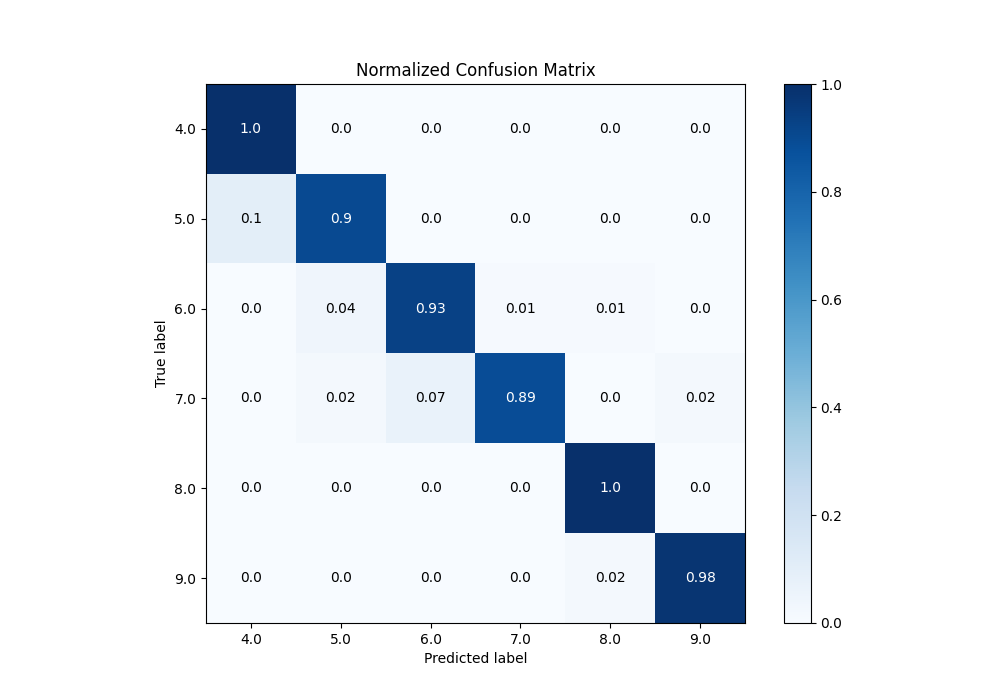 Normalized Confusion Matrix
4.0 1.0 0.0 0.0 0.0 0.0 0.0
5.0 0.1 0.9 0.0 0.0 0.0 0.0
6.0 0.0 0.04 0.93 0.01 0.01 0.0
7.0 0.0 0.02 0.07 0.89 0.0 0.02
8.0 0.0 0.0 0.0 0.0 1.0 0.0
9.0 0.0 0.0 0.0 0.0 0.02 0.98
4.0 5.0 6.0 7.0 8.0 9.0
True label
Predicted label
1.0
0.8
0.6
0.4
0.2
0.0